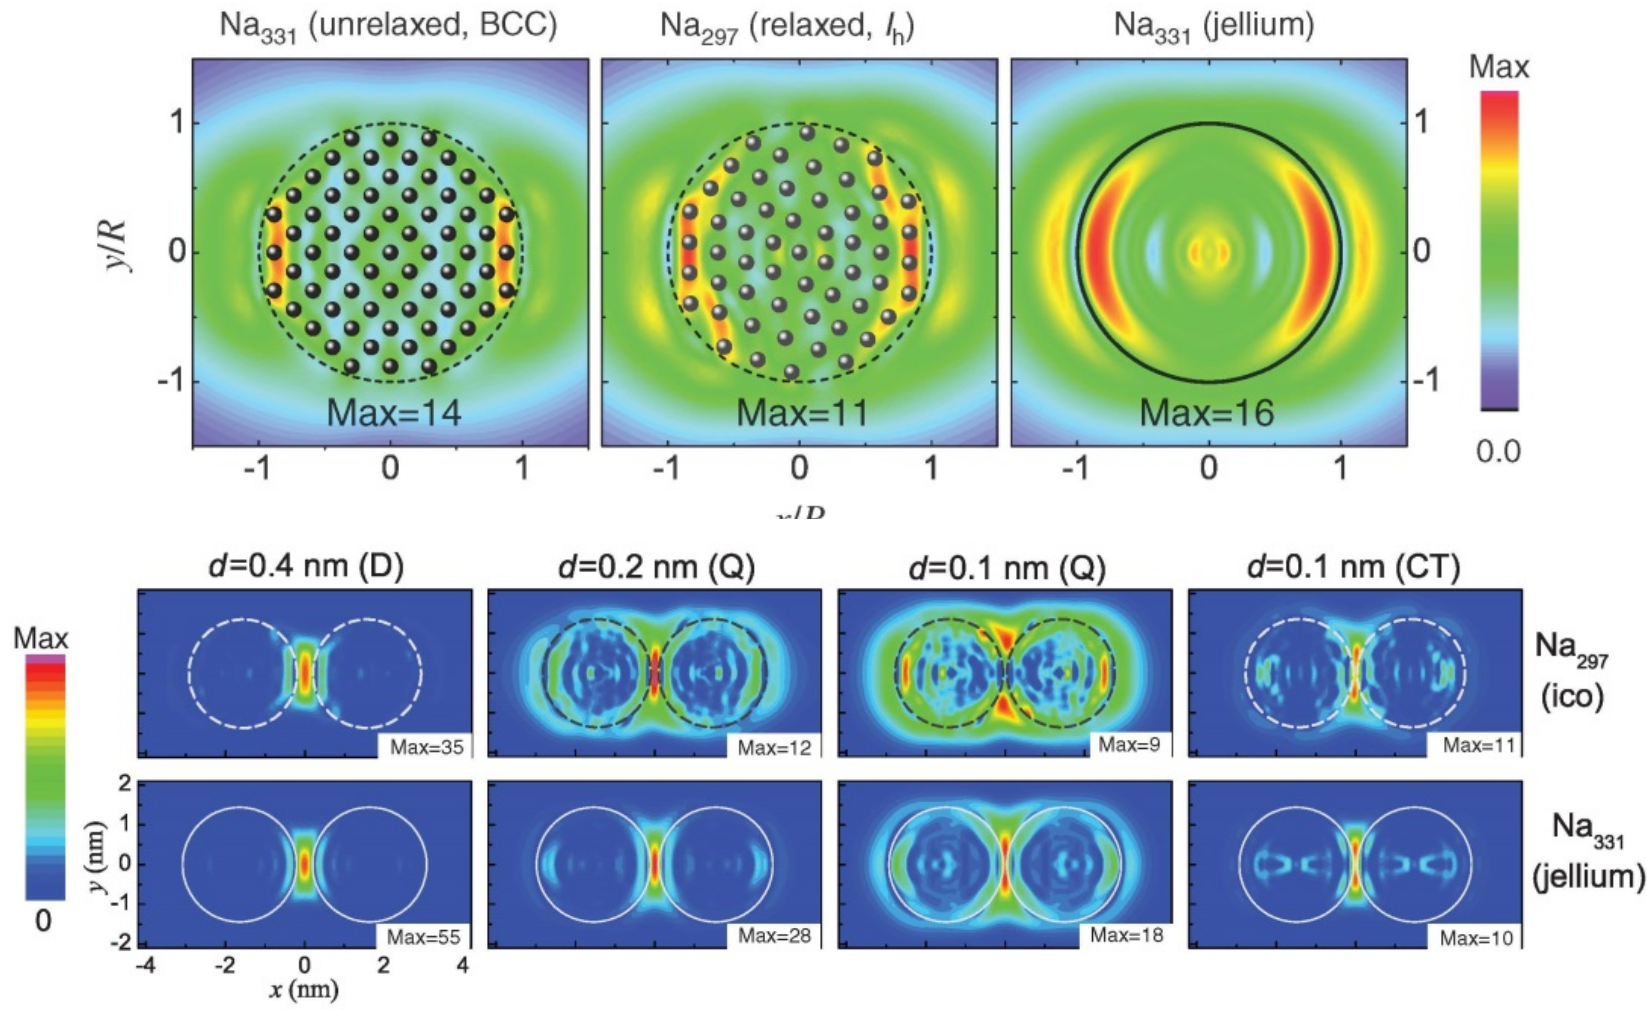 Na331 (unrelaxed, BCC) Na297 (relaxed, Ih) Na331 (jellium)
Max
1 1
y/R 0 0
-1 -1
Max=14 Max=11 Max=16
0.0
-1 0 1 -1 0 1 -1 0 1
x/R
d=0.4 nm (D) d=0.2 nm (Q) d=0.1 nm (Q) d=0.1 nm (CT)
Max
Na297
(ico)
Max=35 Max=12 Max=9 Max=11
0
2
1
0
-1
-2
y (nm)
Na331
(jellium)
Max=55 Max=28 Max=18 Max=10
-4 -2 0 2 4
x (nm)